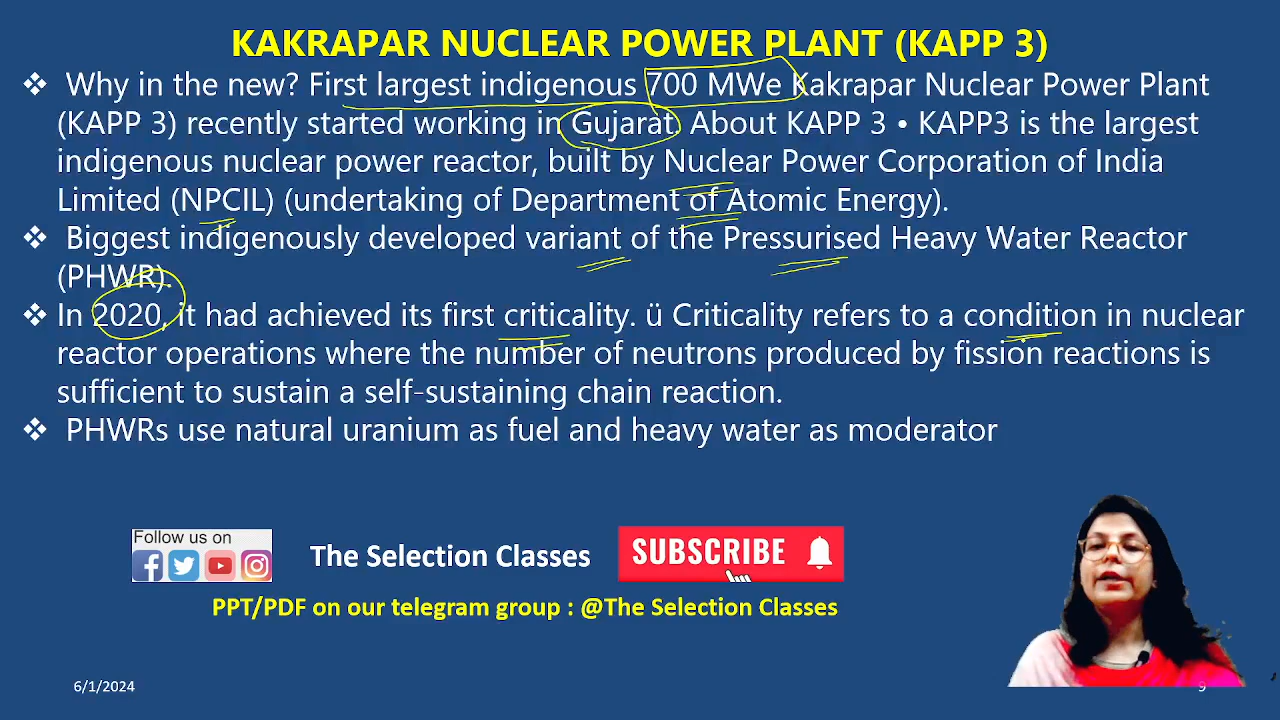 KAKRAPAR NUCLEAR POWER PLANT (KAPP 3)
❖ Why in the new? First largest indigenous 700 MWe Kakrapar Nuclear Power Plant
(KAPP 3) recently started working in Gujarat. About KAPP 3 • KAPP3 is the largest
indigenous nuclear power reactor, built by Nuclear Power Corporation of India
Limited (NPCIL) (undertaking of Department of Atomic Energy).
❖ Biggest indigenously developed variant of the Pressurised Heavy Water Reactor
(PHWR).
❖ In 2020, it had achieved its first criticality. ü Criticality refers to a condition in nuclear
reactor operations where the number of neutrons produced by fission reactions is
sufficient to sustain a self-sustaining chain reaction.
❖ PHWRs use natural uranium as fuel and heavy water as moderator
Follow us on
The Selection Classes
SUBSCRIBE
PPT/PDF on our telegram group : @The Selection Classes
6/1/2024
9